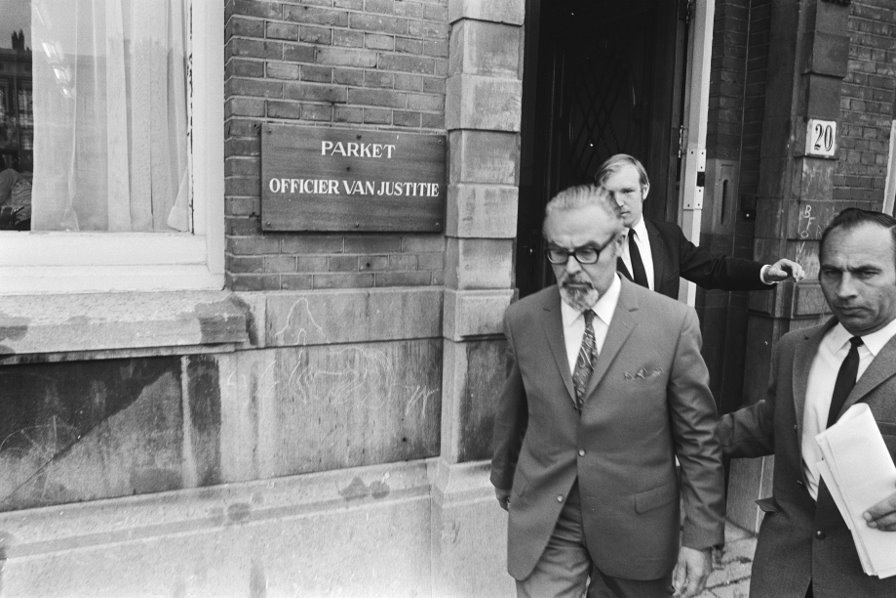 PARKET
OFFICIER VAN JUSTITIE
20